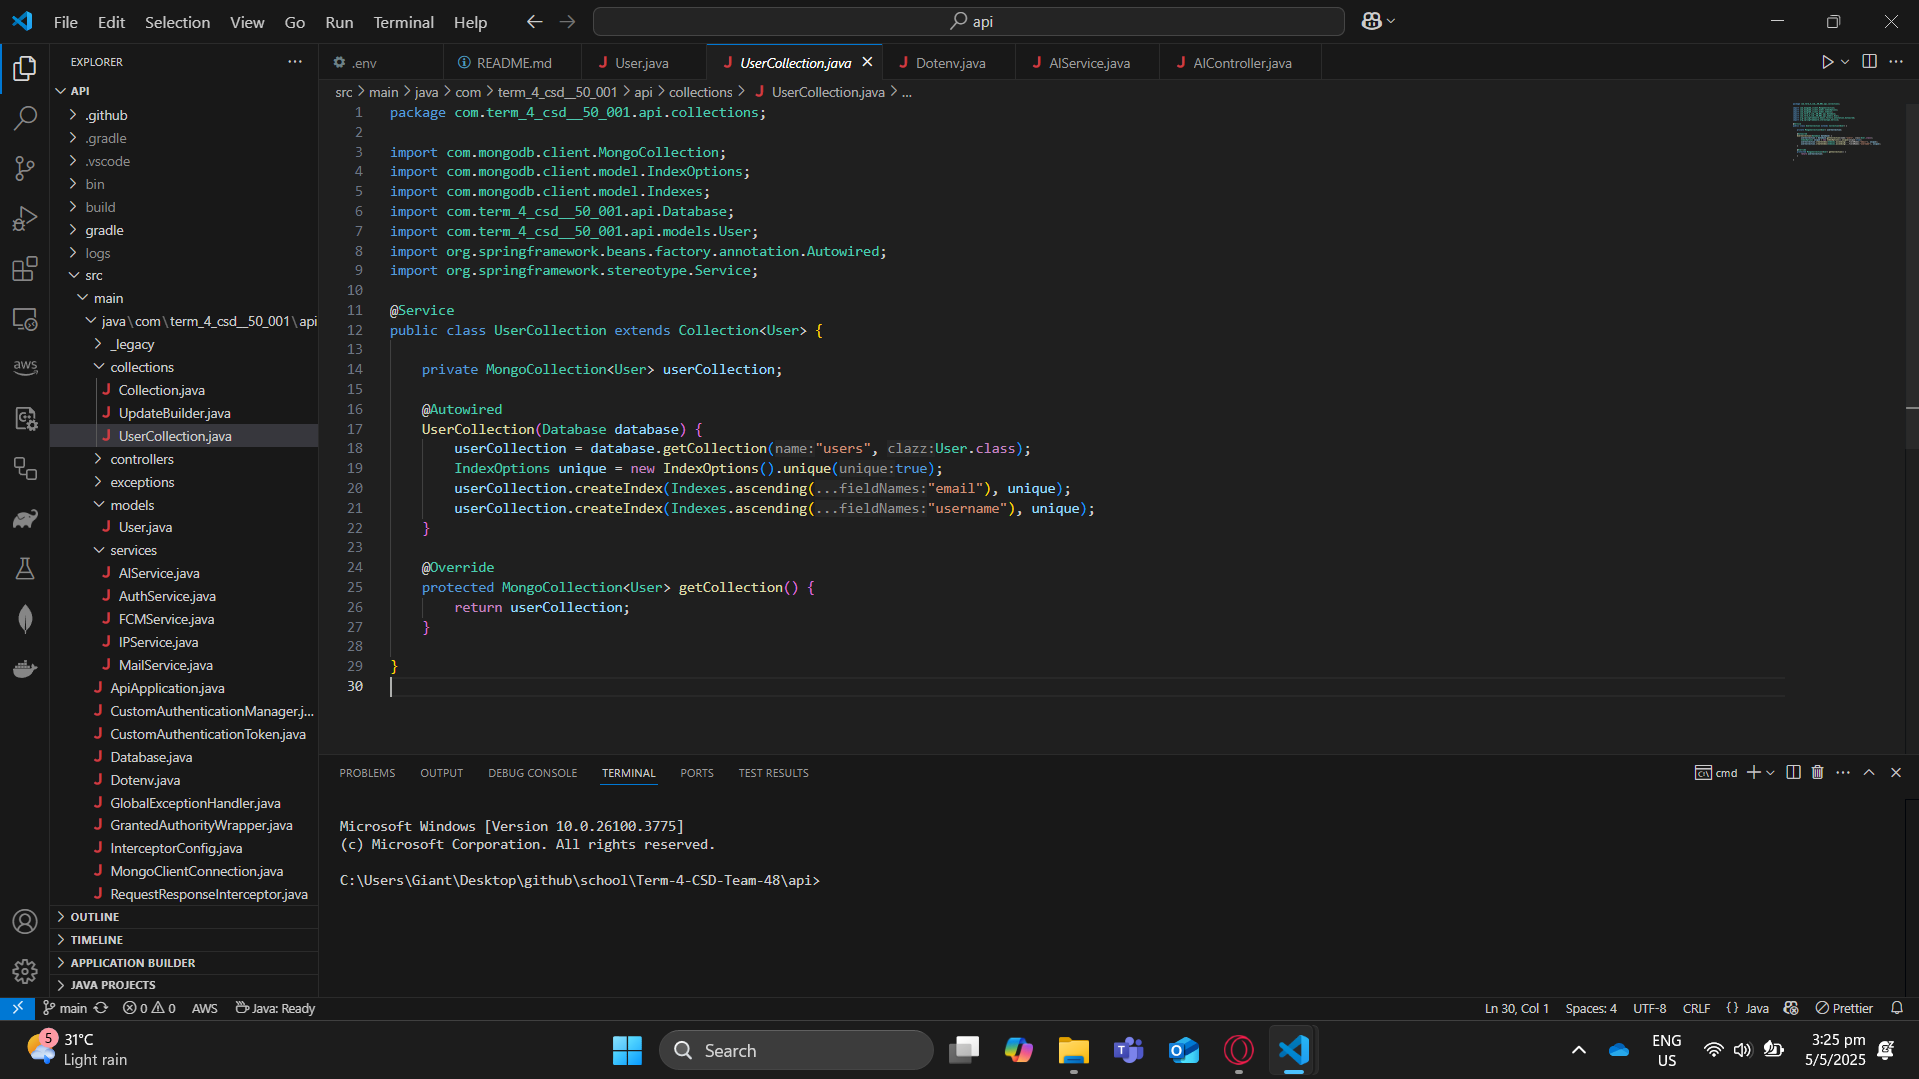 File Edit Selection View Go Run Terminal Help
api
EXPLORER
API
.github
.gradle
.vscode
bin
build
gradle
logs
src
main
java\com\term_4_csd__50_001\api
_legacy
collections
Collection.java
UpdateBuilder.java
UserCollection.java
controllers
exceptions
models
User.java
services
AIService.java
AuthService.java
FCMService.java
IPService.java
MailService.java
ApiApplication.java
CustomAuthenticationManager.j...
CustomAuthenticationToken.java
Database.java
Dotenv.java
GlobalExceptionHandler.java
GrantedAuthorityWrapper.java
InterceptorConfig.java
MongoClientConnection.java
RequestResponseInterceptor.java
OUTLINE
TIMELINE
APPLICATION BUILDER
JAVA PROJECTS
aws
.env README.md User.java UserCollection.java Dotenv.java AIService.java AIController.java
src > main > java > com > term_4_csd__50_001 > api > collections > UserCollection.java > ...
1 package com.term_4_csd__50_001.api.collections;
2
3 import com.mongodb.client.MongoCollection;
4 import com.mongodb.client.model.IndexOptions;
5 import com.mongodb.client.model.Indexes;
6 import com.term_4_csd__50_001.api.Database;
7 import com.term_4_csd__50_001.api.models.User;
8 import org.springframework.beans.factory.annotation.Autowired;
9 import org.springframework.stereotype.Service;
10
11 @Service
12 public class UserCollection extends Collection<User> {
13
14 private MongoCollection<User> userCollection;
15
16 @Autowired
17 UserCollection(Database database) {
18 userCollection = database.getCollection(name:"users", clazz:User.class);
19 IndexOptions unique = new IndexOptions().unique(unique:true);
20 userCollection.createIndex(Indexes.ascending(...fieldNames:"email"), unique);
21 userCollection.createIndex(Indexes.ascending(...fieldNames:"username"), unique);
22 }
23
24 @Override
25 protected MongoCollection<User> getCollection() {
26 return userCollection;
27 }
28
29 }
30
PROBLEMS OUTPUT DEBUG CONSOLE TERMINAL PORTS TEST RESULTS
cmd
Microsoft Windows [Version 10.0.26100.3775]
(c) Microsoft Corporation. All rights reserved.
C:\Users\Giant\Desktop\github\school\Term-4-CSD-Team-48\api>
main 0 0 AWS Java: Ready
Ln 30, Col 1 Spaces: 4 UTF-8 CRLF {} Java Prettier
5
31°C
Light rain
Search
ENG
US
3:25 pm
5/5/2025